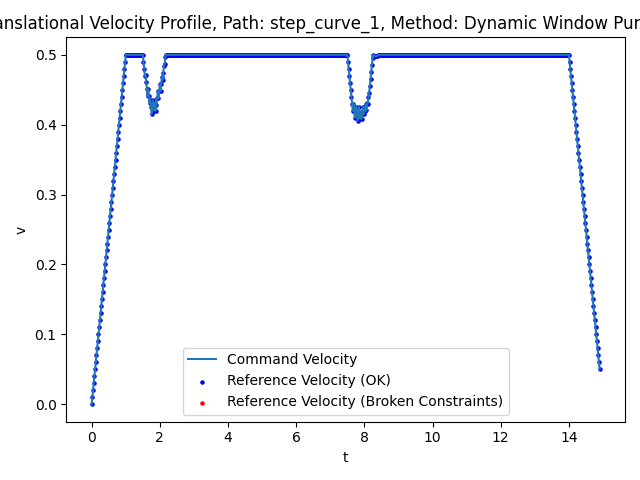 anslational Velocity Profile, Path: step_curve_1, Method: Dynamic Window Pur
0.5
0.4
0.3
0.2
0.1
0.0
v
Command Velocity
Reference Velocity (OK)
Reference Velocity (Broken Constraints)
0 2 4 6 8 10 12 14
t